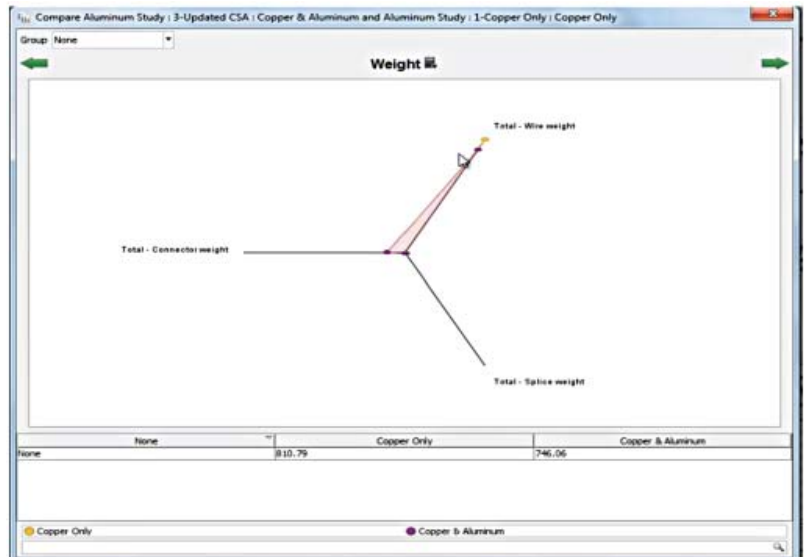 Compare Aluminum Study : 3-Updated CSA : Copper & Aluminum and Aluminum Study : 1-Copper Only : Copper Only
Group None
Weight
Total - Wire weight
Total - Connector weight
Total - Splice weight
None Copper Only Copper & Aluminum
None 810.79 746.06
Copper Only Copper & Aluminum